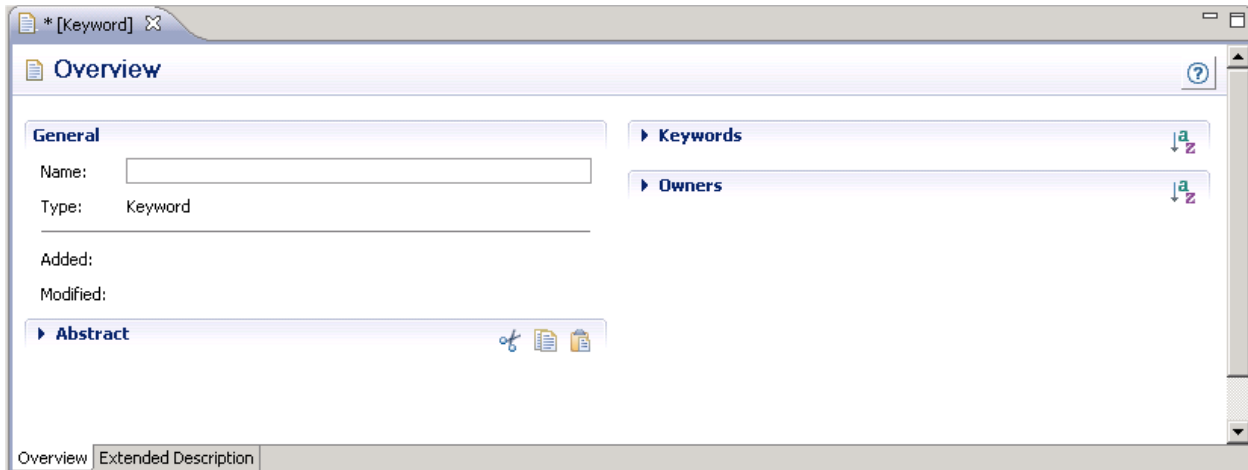 * [Keyword]
Overview
?
General
Name:
Type: Keyword
Added:
Modified:
Abstract
Keywords
a
z
Owners
a
z
Overview Extended Description